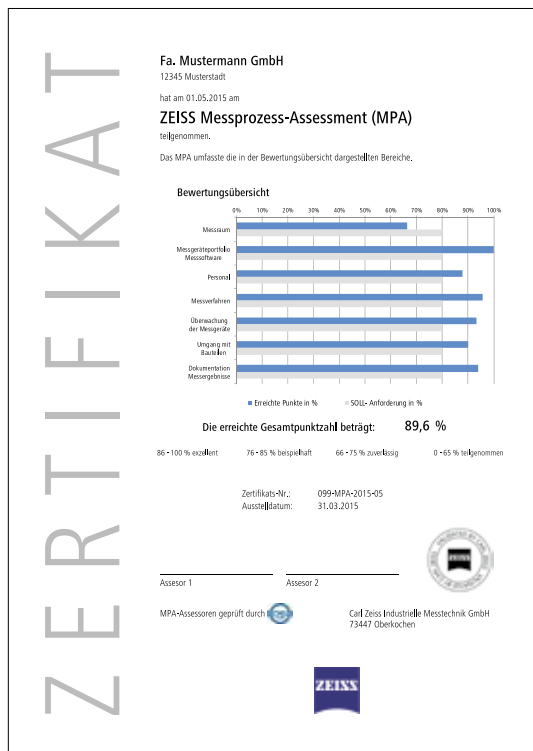 ZERTIFIKAT
Fa. Mustermann GmbH
12345 Musterstadt
hat am 01.05.2015 am
ZEISS Messprozess-Assessment (MPA)
teilgenommen.
Das MPA umfasste die in der Bewertungsübersicht dargestellten Bereiche.
Bewertungsübersicht
0% 10% 20% 30% 40% 50% 60% 70% 80% 90% 100%
Messraum
Messgeräteportfolio
Messsoftware
Personal
Messverfahren
Überwachung
der Messgeräte
Umgang mit
Bauteilen
Dokumentation
Messergebnisse
Erreichte Punkte in % SOLL- Anforderung in %
Die erreichte Gesamtpunktzahl beträgt: 89,6 %
86 - 100 % exzellent 76 - 85 % beispielhaft 66 - 75 % zuverlässig 0 - 65 % teilgenommen
Zertifikats-Nr.: 099-MPA-2015-05
Ausstelldatum: 31.03.2015
Assesor 1 Assesor 2
MPA-Assessoren geprüft durch
Carl Zeiss Industrielle Messtechnik GmbH
73447 Oberkochen
ZEISS